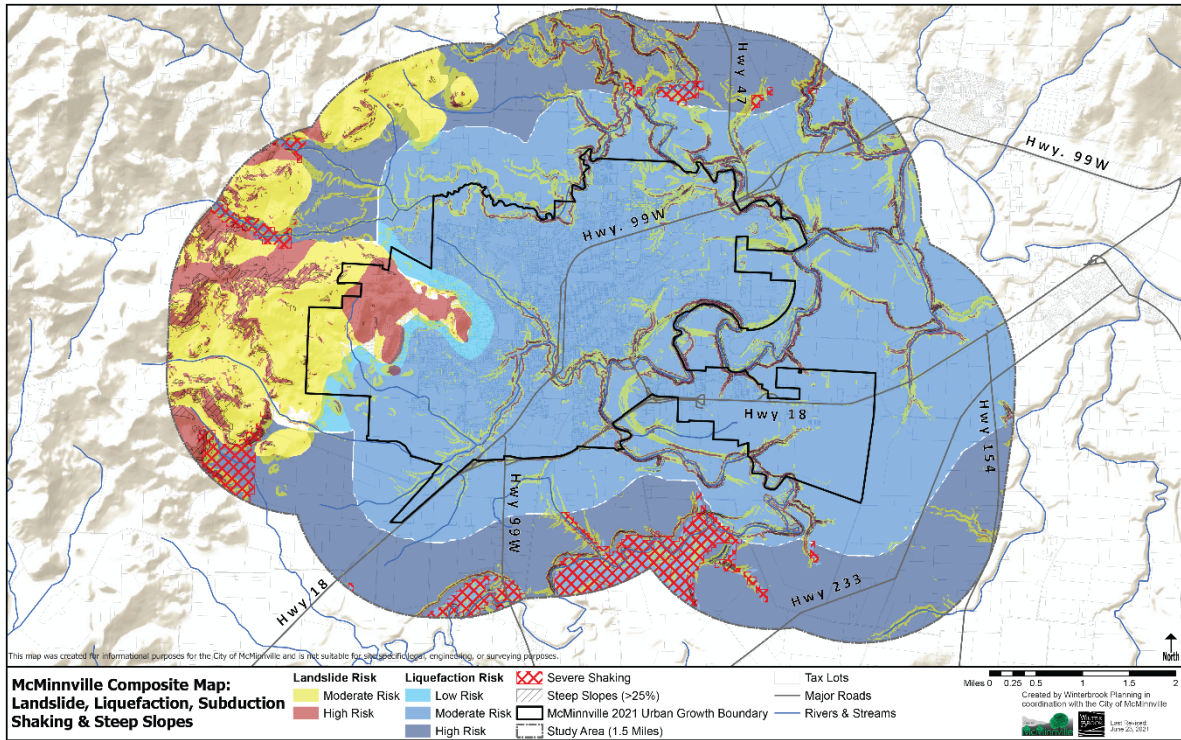 Hwy 47
Hwy. 99W
Hwy. 99W
Hwy 18
Hwy 154
Hwy 99W
Hwy 233
Hwy 18
This map was created for informational purposes for the City of McMinnville and is not suitable for site specific legal, engineering, or surveying purposes.
North
McMinnville Composite Map:
Landslide, Liquefaction, Subduction
Shaking & Steep Slopes
Landslide Risk
Moderate Risk
High Risk
Liquefaction Risk
Low Risk
Moderate Risk
High Risk
Severe Shaking
Steep Slopes (>25%)
McMinnville 2021 Urban Growth Boundary
Study Area (1.5 Miles)
Tax Lots
Major Roads
Rivers & Streams
Miles 0 0.25 0.5 1 1.5 2
Created by Winterbrook Planning in
coordination with the City of McMinnville
McMinnville
WINTER
BROOK
Last Revised:
June 23, 2021